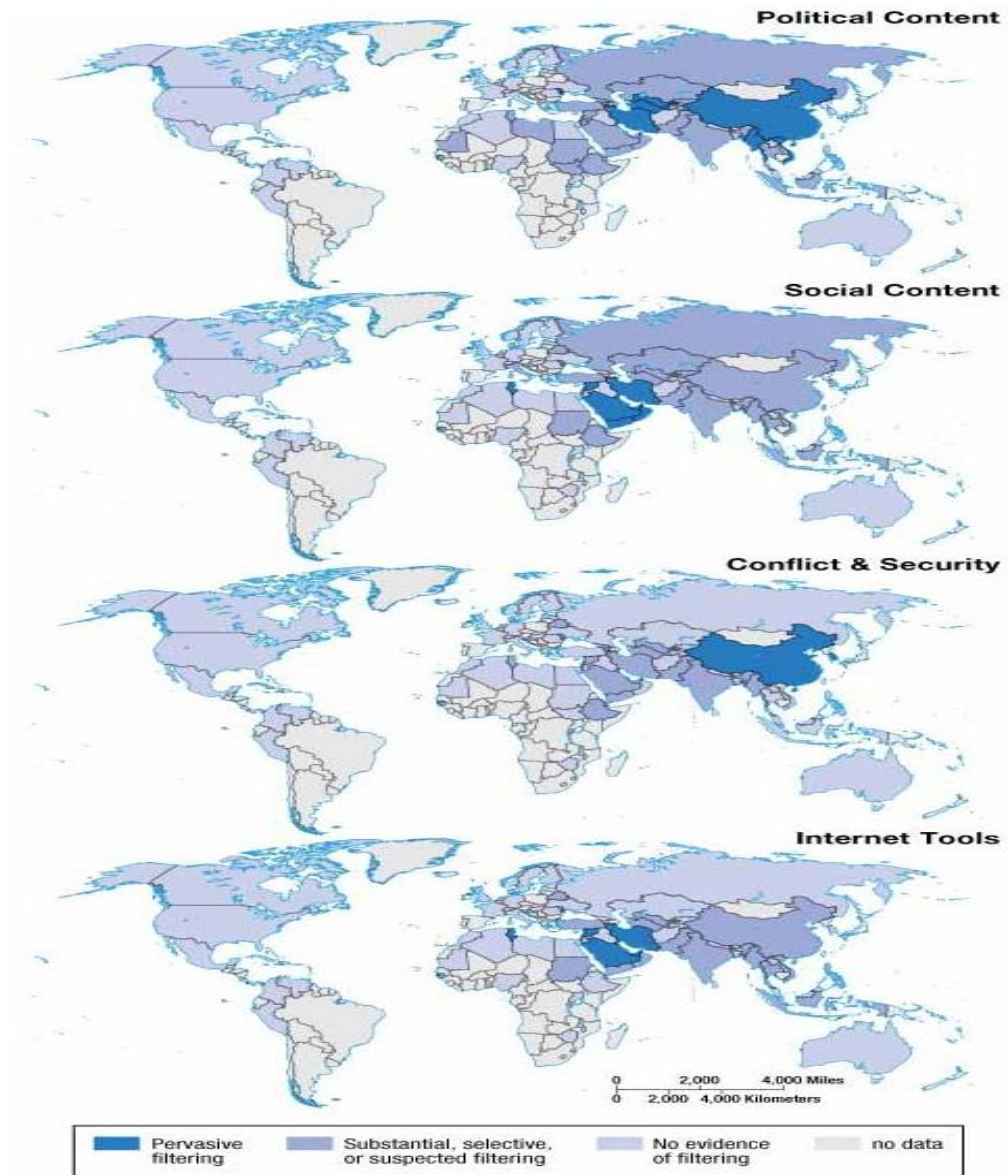 Political Content
Social Content
Conflict & Security
Internet Tools
0 2,000 4,000 Miles
0 2,000 4,000 Kilometers
Pervasive
filtering
Substantial, selective,
or suspected filtering
No evidence
of filtering
no data